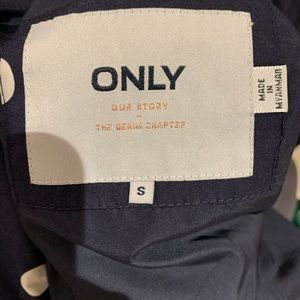 ONLY
OUR STORY
-
THE DENIM CHAPTER
S
MADE
IN
MYANMAR